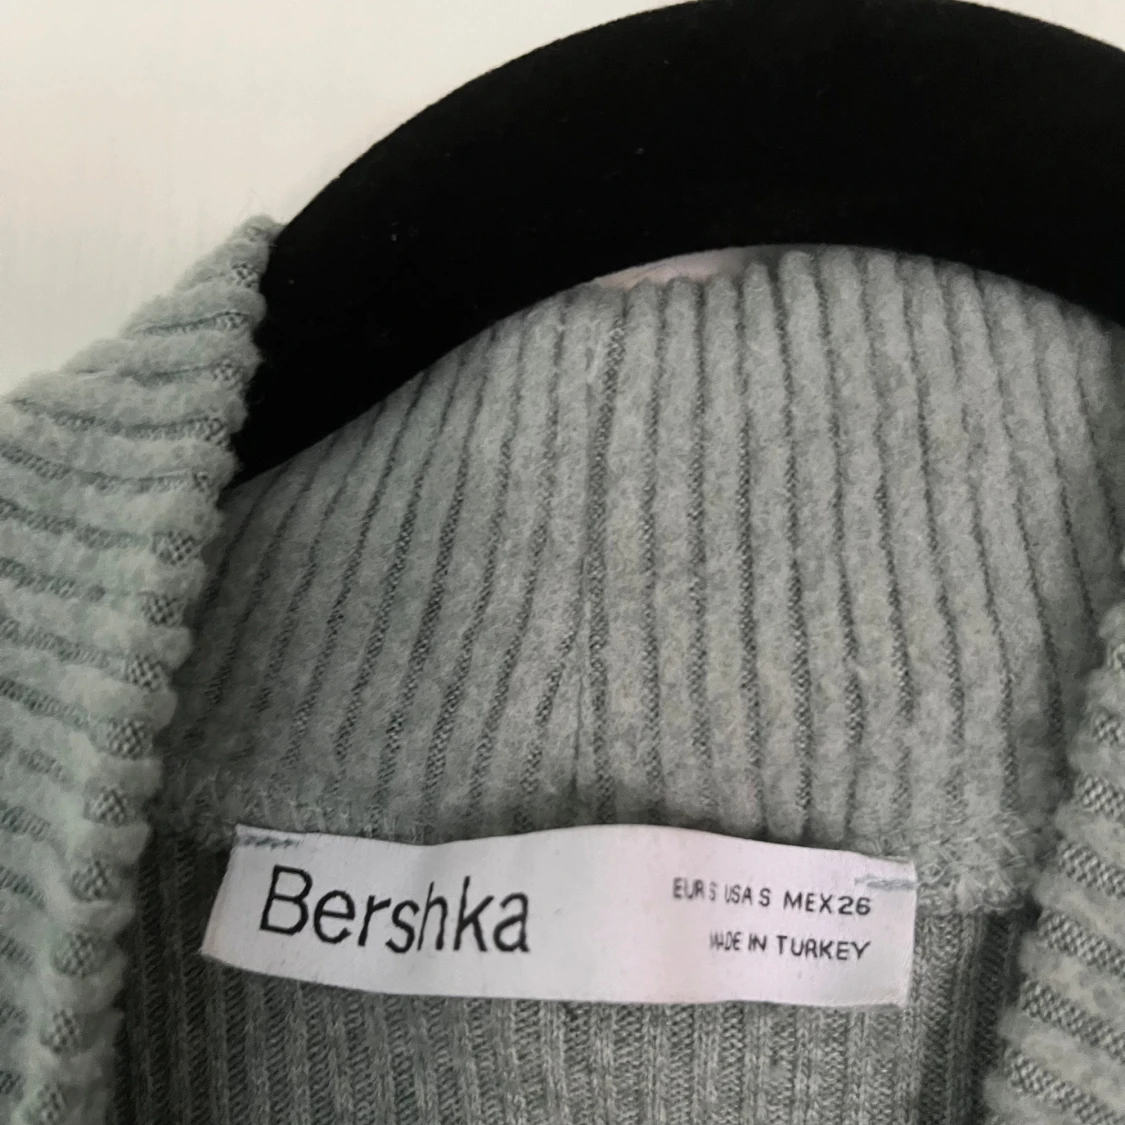 Bershka
EUR S USA S MEX 26
MADE IN TURKEY